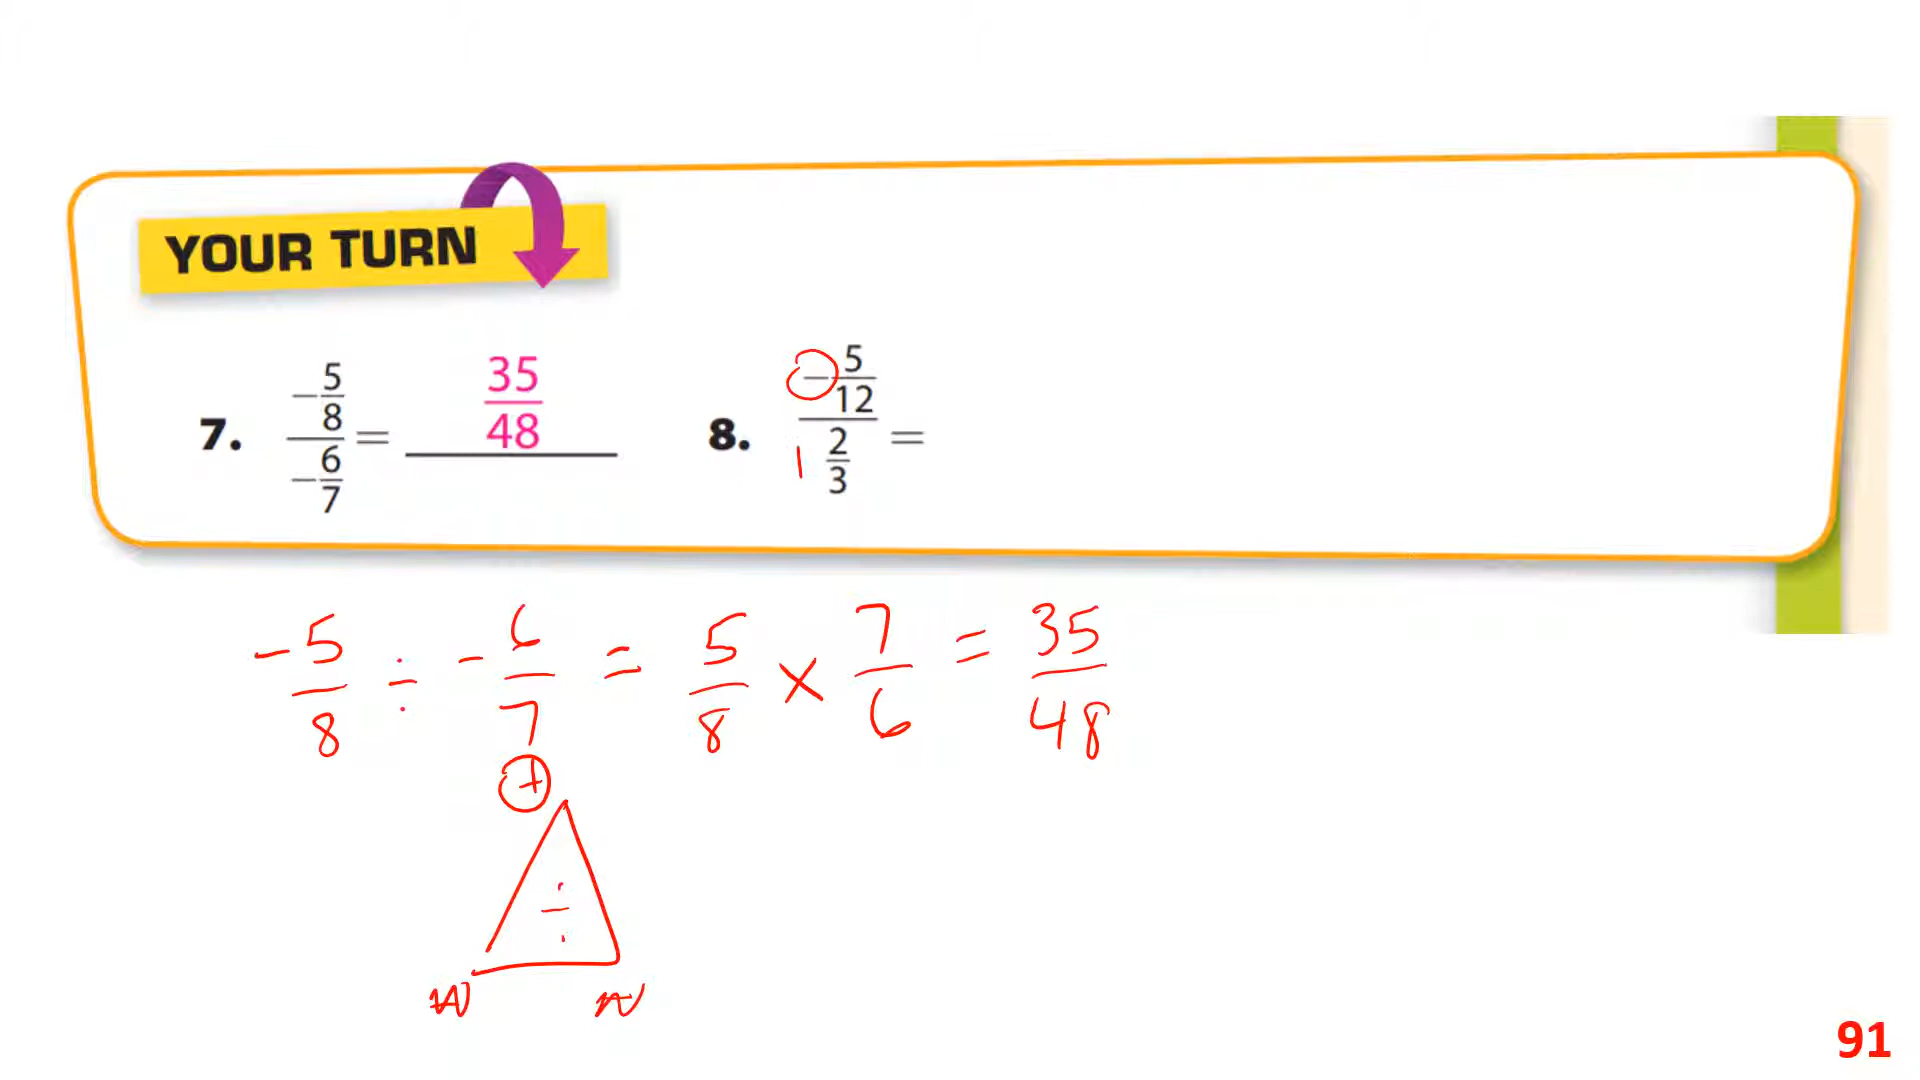 YOUR TURN
7. (-5/8)/(-6/7) = 35/48
8. (-5/12)/(2/3) =
1
-5/8 ÷ -6/7 = 5/8 × 7/6 = 35/48
+
÷
N
91